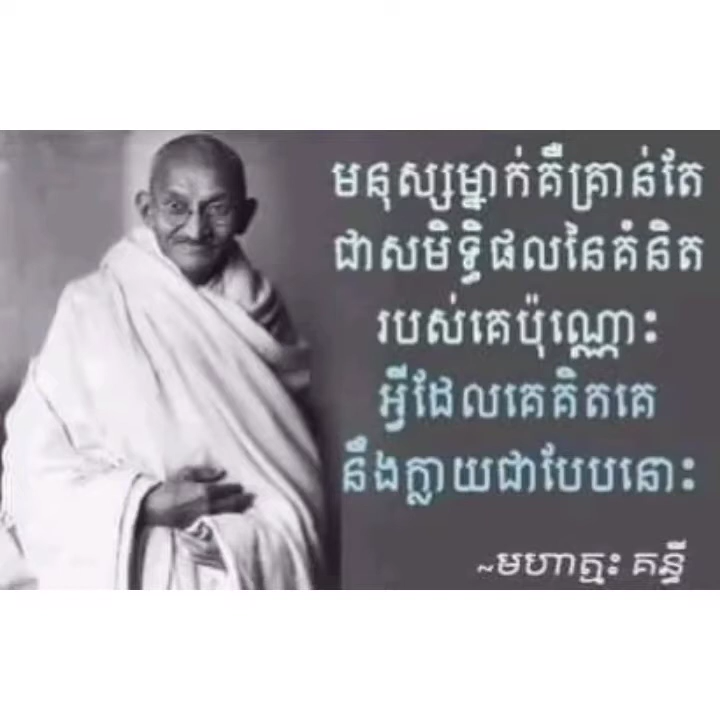 មនុស្សម្នាក់គឺគ្រាន់តែ
ជាសមិទ្ធិផលនៃគំនិត
របស់គេប៉ុណ្ណោះ
អ្វីដែលគេគិតគេ
នឹងក្លាយជាបែបនោះ
~មហាត្មះ គន្ធី